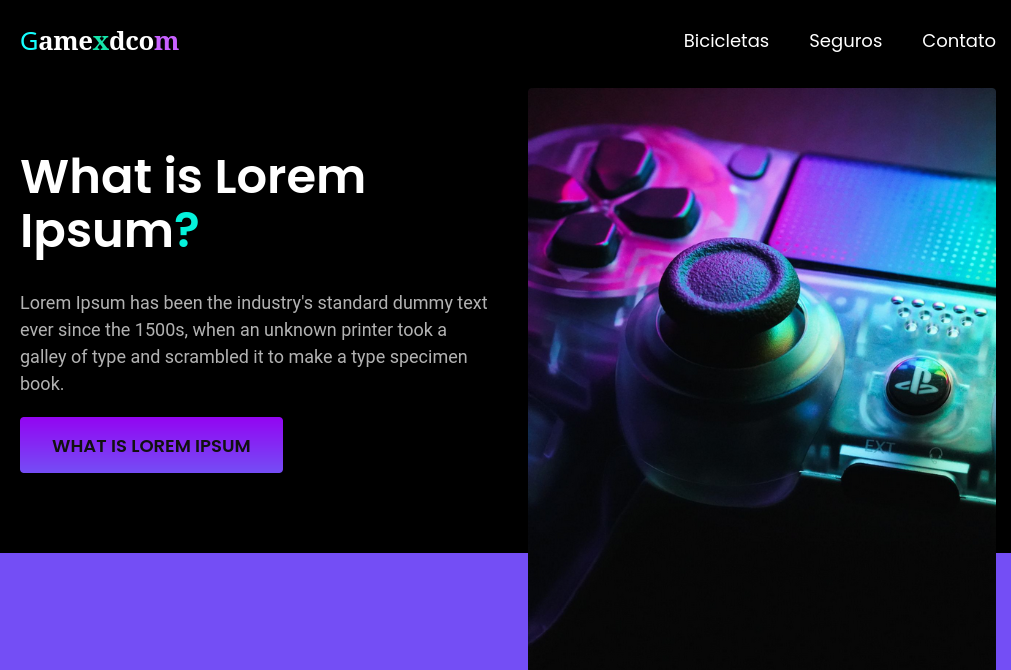 Gamexdcom
Bicicletas Seguros Contato
What is Lorem
Ipsum?
Lorem Ipsum has been the industry's standard dummy text
ever since the 1500s, when an unknown printer took a
galley of type and scrambled it to make a type specimen
book.
WHAT IS LOREM IPSUM
EXT